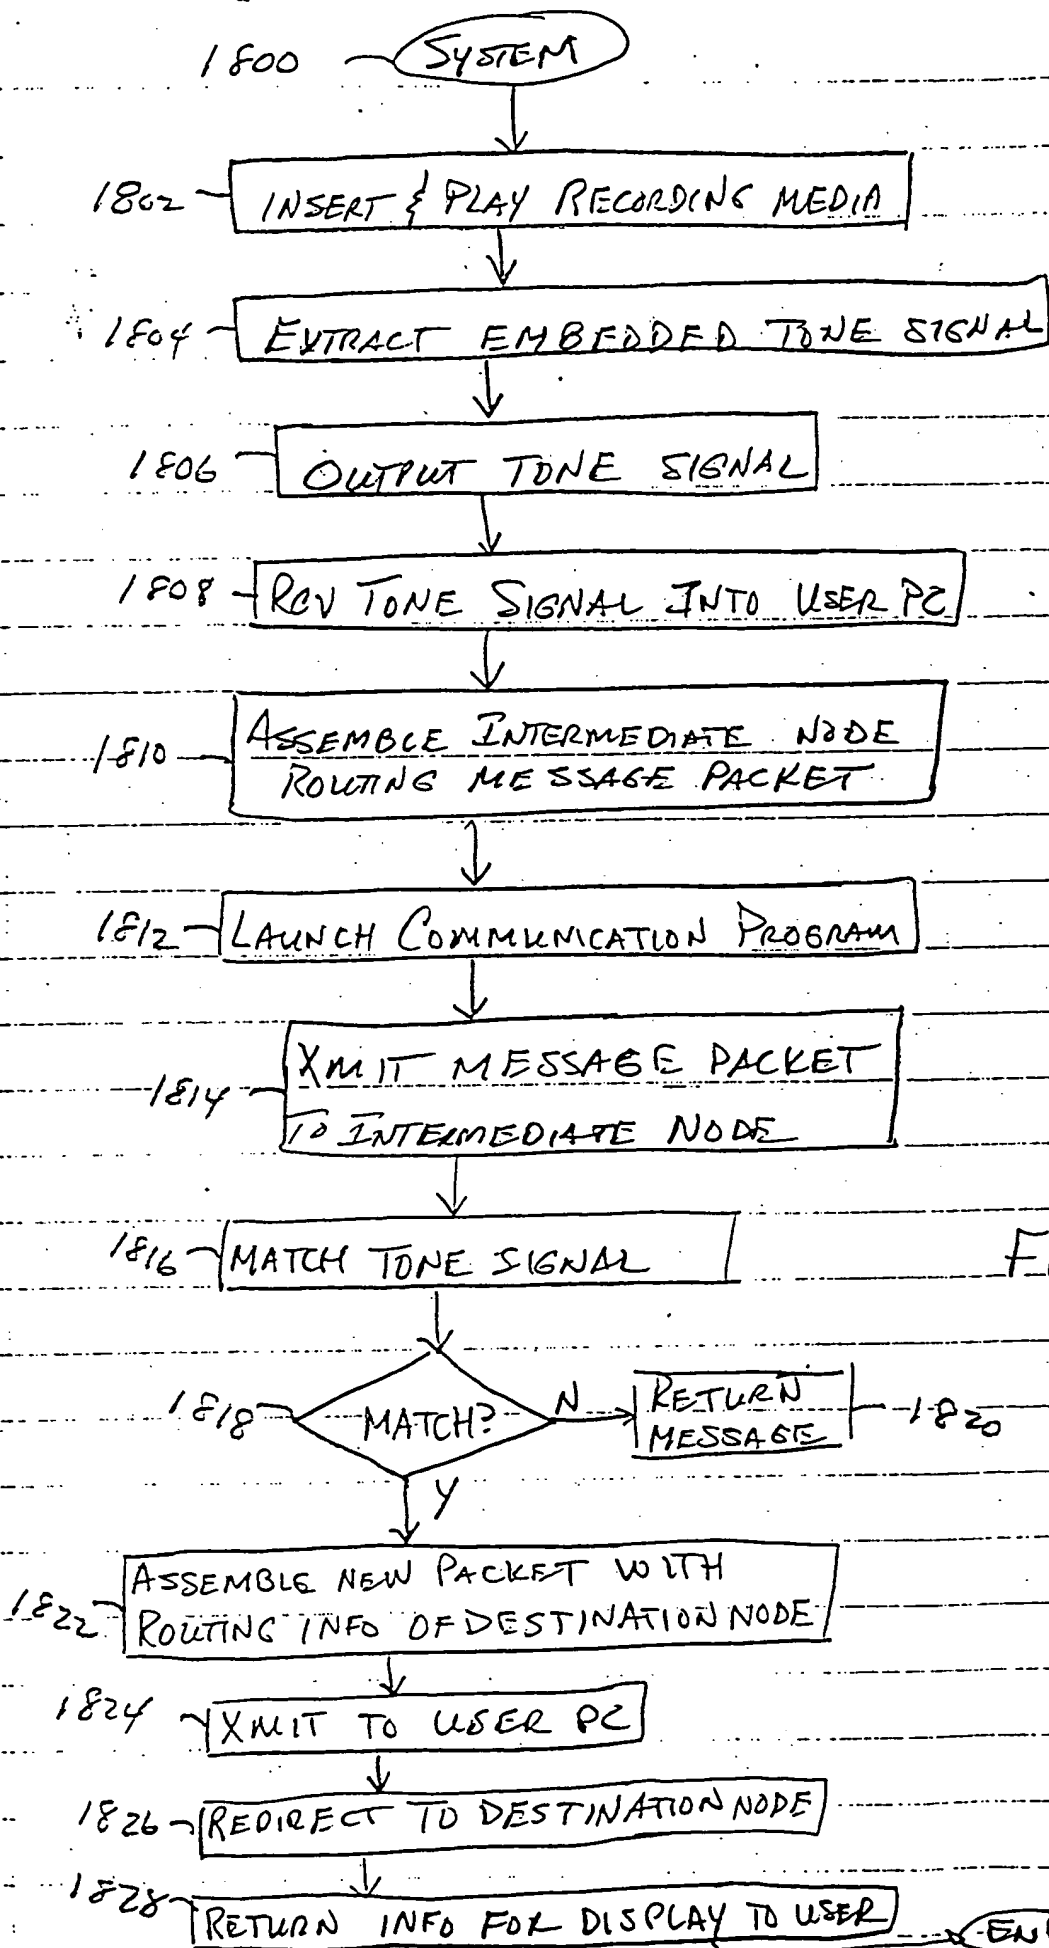 1800 SYSTEM
1802 INSERT & PLAY RECORDING MEDIA
1804 EXTRACT EMBEDDED TONE SIGNAL
1806 OUTPUT TONE SIGNAL
1808 RCV TONE SIGNAL INTO USER PC
1810 ASSEMBLE INTERMEDIATE NODE
ROUTING MESSAGE PACKET
1812 LAUNCH COMMUNICATION PROGRAM
1814 XMIT MESSAGE PACKET
TO INTERMEDIATE NODE
1816 MATCH TONE SIGNAL
1818 MATCH? N RETURN MESSAGE 1820
Y
1822 ASSEMBLE NEW PACKET WITH
ROUTING INFO OF DESTINATION NODE
1824 XMIT TO USER PC
1826 REDIRECT TO DESTINATION NODE
1828 RETURN INFO FOR DISPLAY TO USER